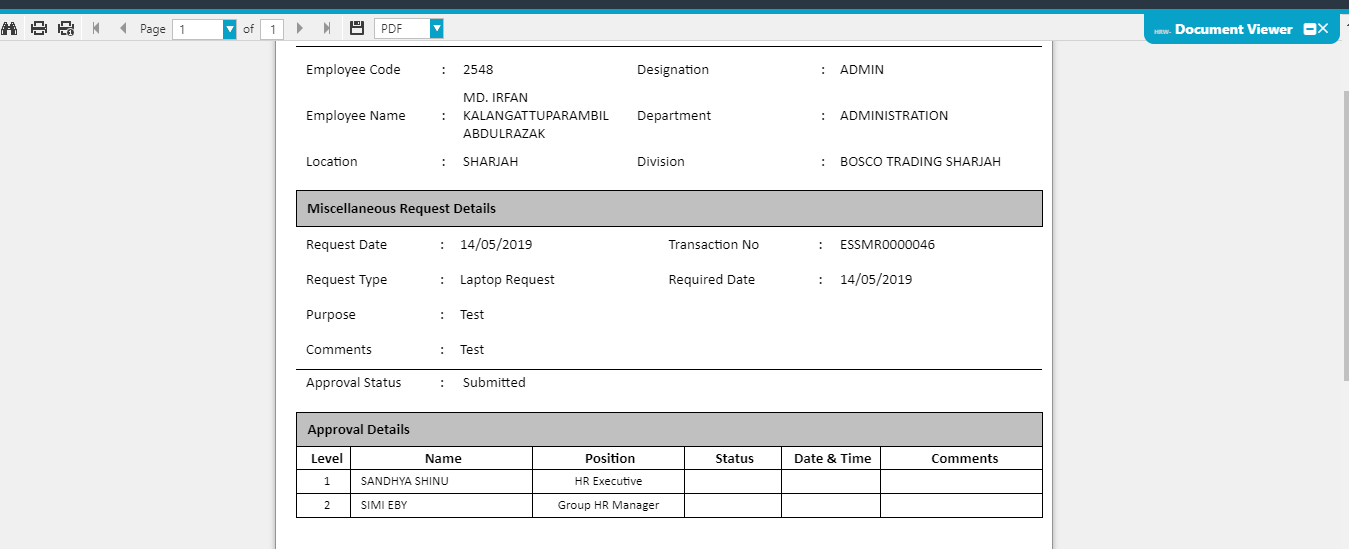 Page 1 of 1 PDF
HRW- Document Viewer
Employee Code : 2548 Designation : ADMIN
MD. IRFAN
Employee Name : KALANGATTUPARAMBIL Department : ADMINISTRATION
ABDULRAZAK
Location : SHARJAH Division : BOSCO TRADING SHARJAH
Miscellaneous Request Details
Request Date : 14/05/2019 Transaction No : ESSMR0000046
Request Type : Laptop Request Required Date : 14/05/2019
Purpose : Test
Comments : Test
Approval Status : Submitted
Approval Details
Level Name Position Status Date & Time Comments
1 SANDHYA SHINU HR Executive
2 SIMI EBY Group HR Manager